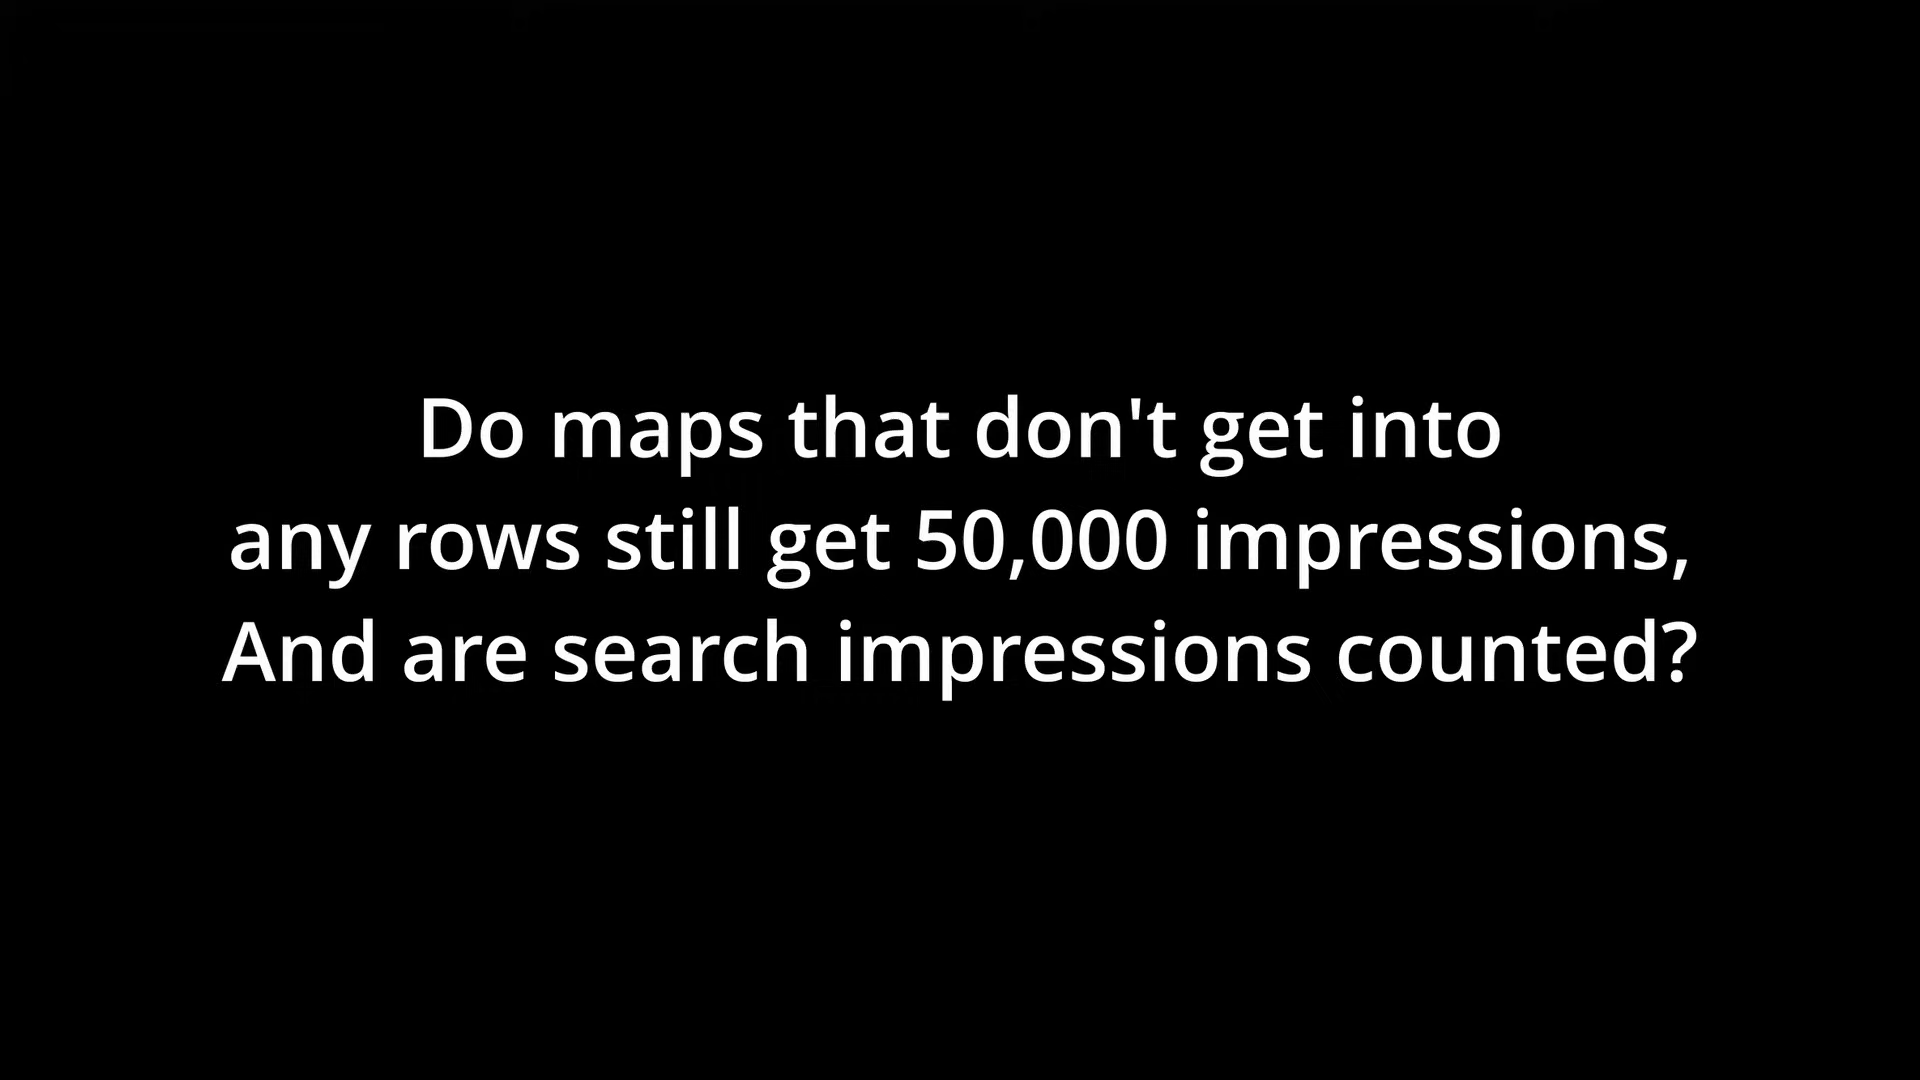 Do maps that don't get into
any rows still get 50,000 impressions,
And are search impressions counted?